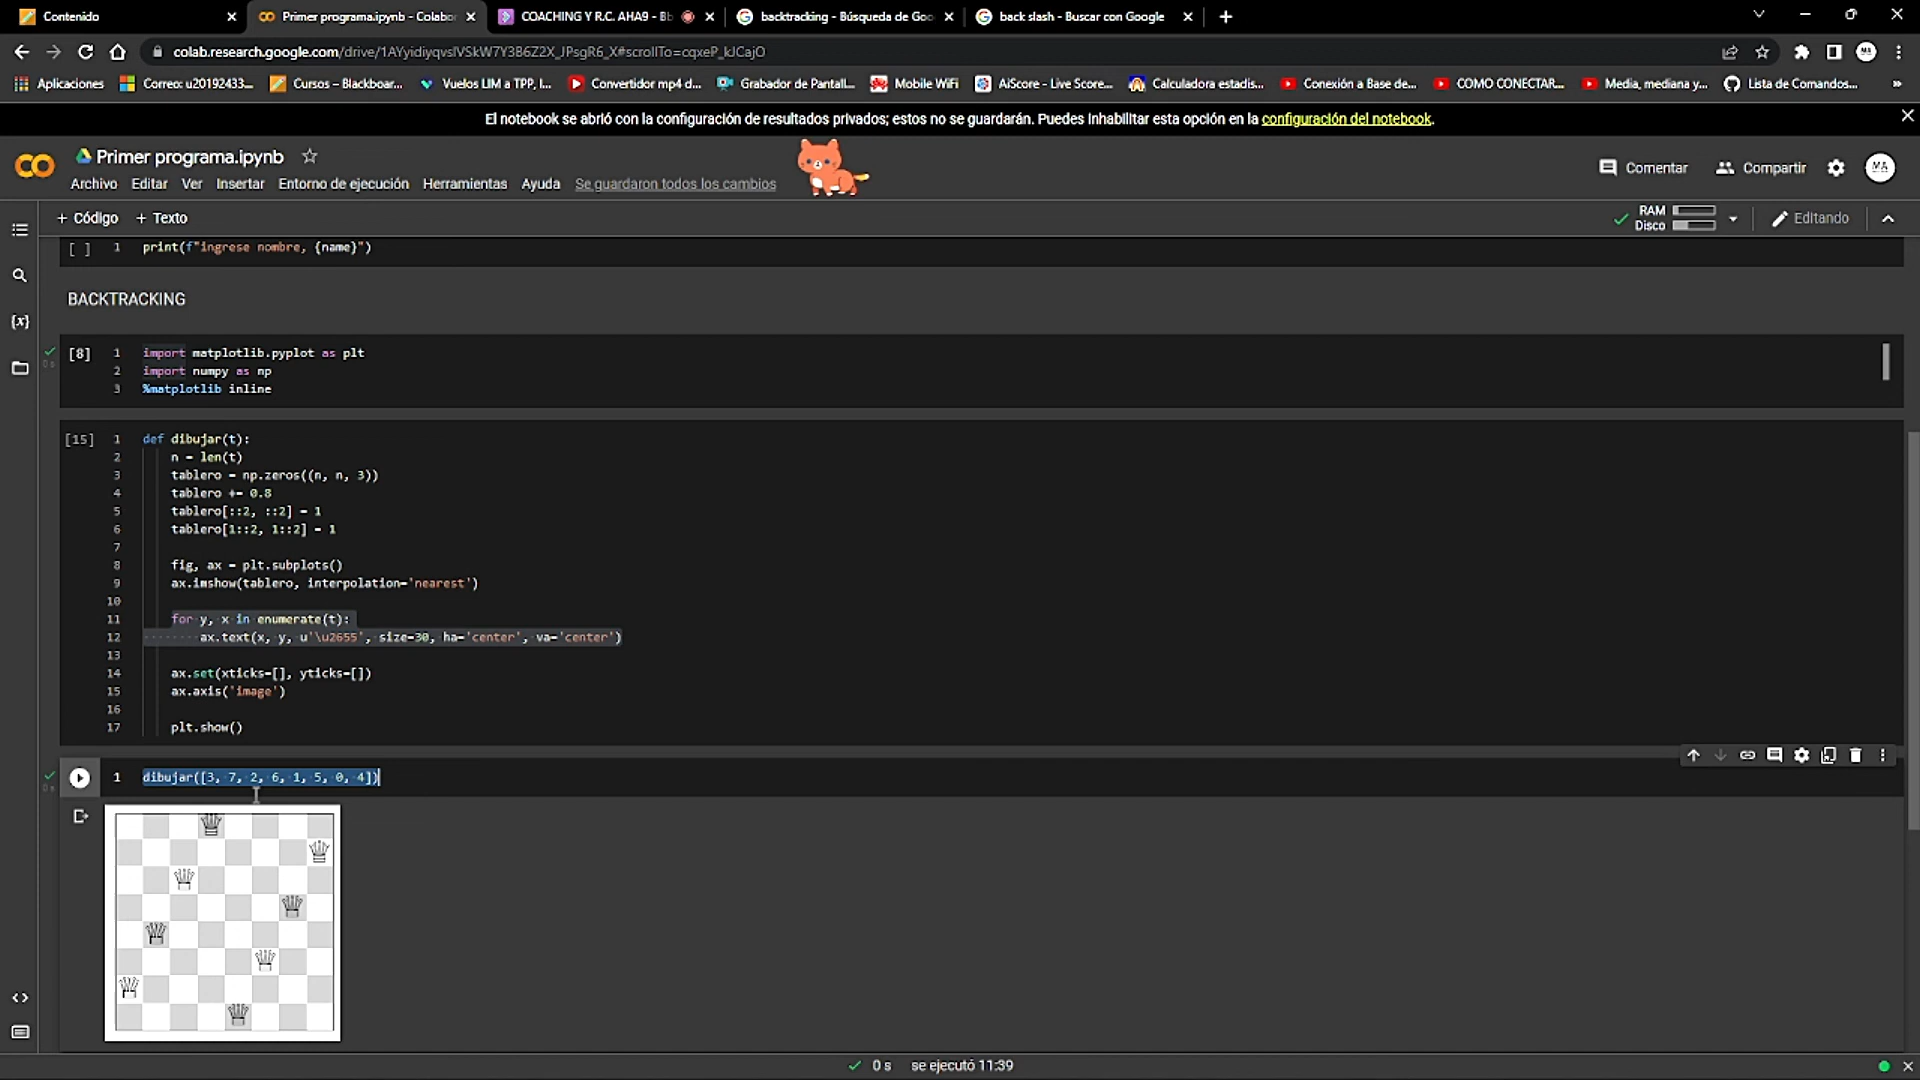 Contenido
Primer programa.ipynb - Colabor
COACHING Y R.C. AHA9 - Bb
backtracking - Búsqueda de Goo
back slash - Buscar con Google
colab.research.google.com/drive/1AYyidiyqvslVSkW7Y3B6Z2X_JPsgR6_X#scrollTo=cqxeP_kJCajO
Aplicaciones
Correo: u20192433...
Cursos – Blackboar...
Vuelos LIM a TPP, l...
Convertidor mp4 d...
Grabador de Pantall...
Mobile WiFi
AiScore - Live Score...
Calculadora estadis...
Conexión a Base de...
COMO CONECTAR...
Media, mediana y...
Lista de Comandos...
El notebook se abrió con la configuración de resultados privados; estos no se guardarán. Puedes inhabilitar esta opción en la configuración del notebook.
Primer programa.ipynb
Comentar
Compartir
MA
Archivo Editar Ver Insertar Entorno de ejecución Herramientas Ayuda Se guardaron todos los cambios
+ Código + Texto
RAM
Disco
Editando
[ ] 1 print(f"ingrese nombre, {name}")
BACKTRACKING
[8] 1 import matplotlib.pyplot as plt
2 import numpy as np
3 %matplotlib inline
[15] 1 def dibujar(t):
2 n = len(t)
3 tablero = np.zeros((n, n, 3))
4 tablero += 0.8
5 tablero[::2, ::2] = 1
6 tablero[1::2, 1::2] = 1
7
8 fig, ax = plt.subplots()
9 ax.imshow(tablero, interpolation='nearest')
10
11 for y, x in enumerate(t):
12 ax.text(x, y, u'\u2655', size=30, ha='center', va='center')
13
14 ax.set(xticks=[], yticks=[])
15 ax.axis('image')
16
17 plt.show()
1 dibujar([3, 7, 2, 6, 1, 5, 0, 4])
0 s se ejecutó 11:39